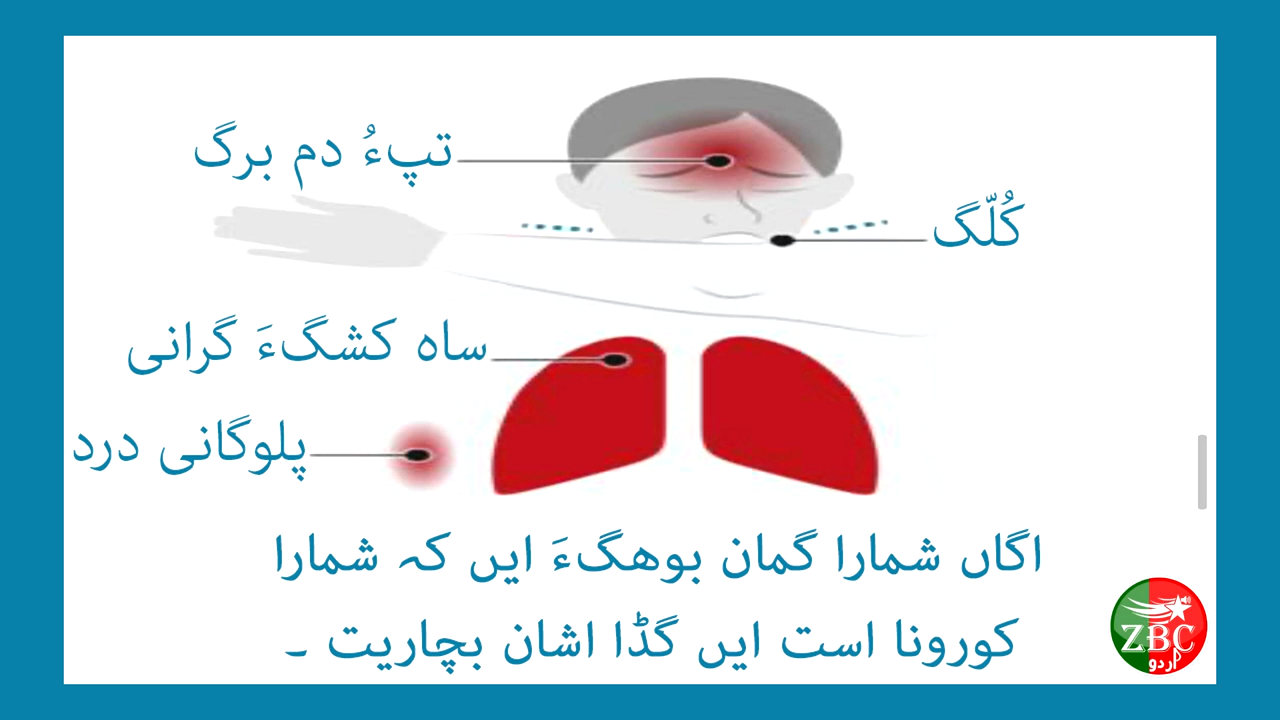 تپءُ دم برگ
کُلّگ
ساہ کشگءَ گرانی
پلوگانی درد
اگاں شمارا گمان بوھگءَ ایں کہ شمارا
کورونا است ایں گڈا اشان بچاریت ۔
ZBC
اردو